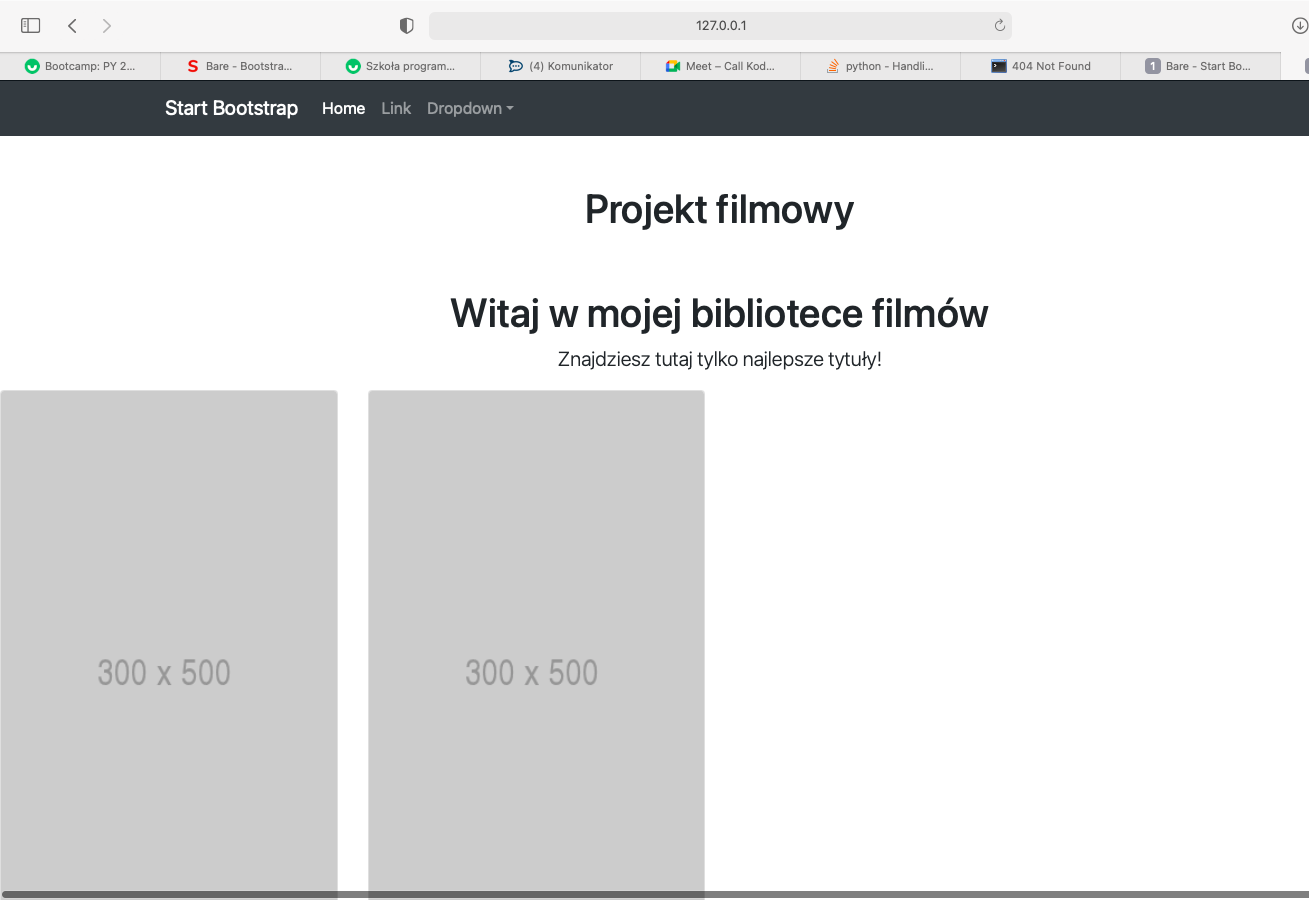 127.0.0.1
Bootcamp: PY 2...
S Bare - Bootstra...
Szkoła program...
(4) Komunikator
Meet – Call Kod...
python - Handli...
404 Not Found
1 Bare - Start Bo...
Start Bootstrap Home Link Dropdown
Projekt filmowy
Witaj w mojej bibliotece filmów
Znajdziesz tutaj tylko najlepsze tytuły!
300 x 500
300 x 500